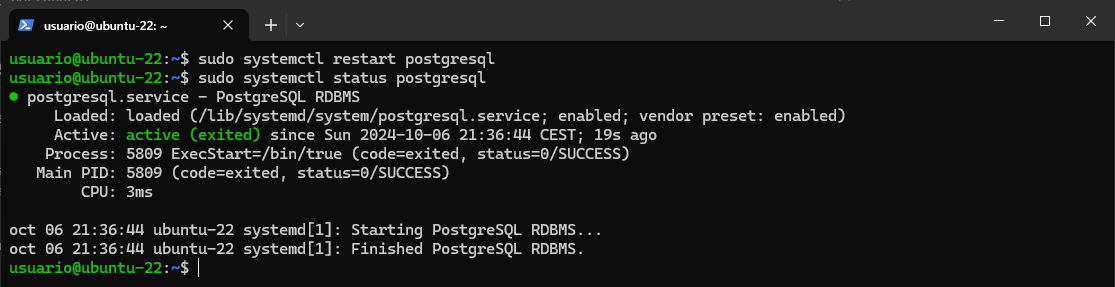 usuario@ubuntu-22: ~
usuario@ubuntu-22:~$ sudo systemctl restart postgresql
usuario@ubuntu-22:~$ sudo systemctl status postgresql
● postgresql.service - PostgreSQL RDBMS
     Loaded: loaded (/lib/systemd/system/postgresql.service; enabled; vendor preset: enabled)
     Active: active (exited) since Sun 2024-10-06 21:36:44 CEST; 19s ago
    Process: 5809 ExecStart=/bin/true (code=exited, status=0/SUCCESS)
   Main PID: 5809 (code=exited, status=0/SUCCESS)
        CPU: 3ms

oct 06 21:36:44 ubuntu-22 systemd[1]: Starting PostgreSQL RDBMS...
oct 06 21:36:44 ubuntu-22 systemd[1]: Finished PostgreSQL RDBMS.
usuario@ubuntu-22:~$